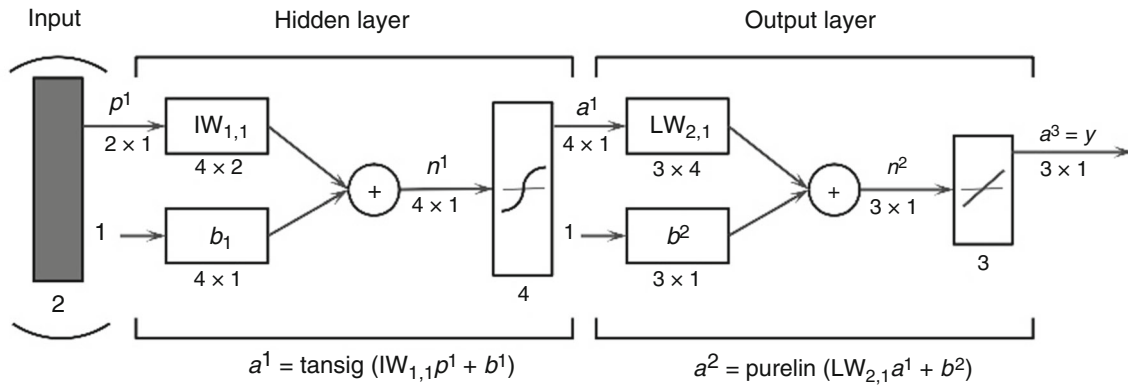 Input Hidden layer Output layer
p¹ IW₁,₁ a¹ LW₂,₁ a³ = y
2 × 1 4 × 1 3 × 1
4 × 2 n¹ 3 × 4 n²
+ +
4 × 1 3 × 1
1 b₁ 1 b²
4 × 1 3 × 1
2 4 3
a¹ = tansig (IW₁,₁p¹ + b¹) a² = purelin (LW₂,₁a¹ + b²)